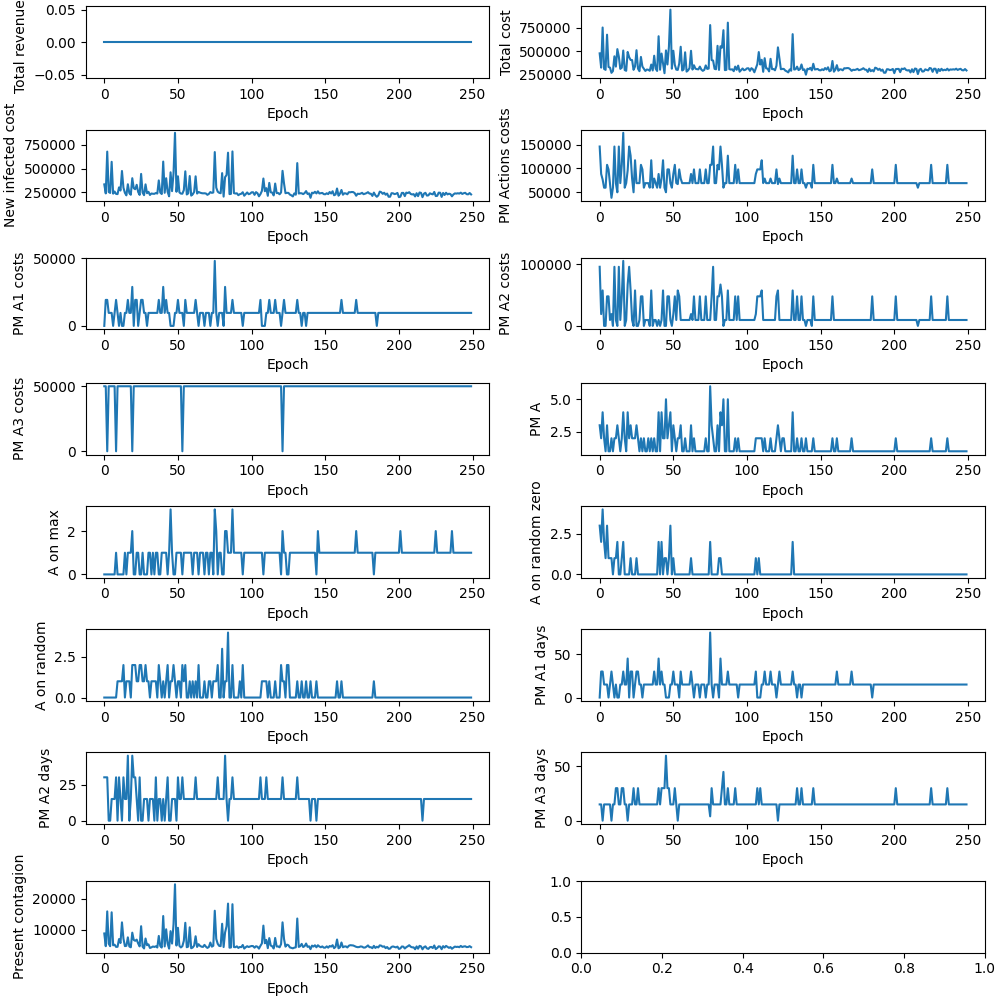 Total revenue
0.05
0.00
−0.05
0 50 100 150 200 250
Epoch
Total cost
750000
500000
250000
0 50 100 150 200 250
Epoch
New infected cost
750000
500000
250000
0 50 100 150 200 250
Epoch
PM Actions costs
150000
100000
50000
0 50 100 150 200 250
Epoch
PM A1 costs
50000
0
0 50 100 150 200 250
Epoch
PM A2 costs
100000
0
0 50 100 150 200 250
Epoch
PM A3 costs
50000
0
0 50 100 150 200 250
Epoch
PM A
5.0
2.5
0 50 100 150 200 250
Epoch
A on max
2
0
0 50 100 150 200 250
Epoch
A on random zero
2.5
0.0
0 50 100 150 200 250
Epoch
A on random
2.5
0.0
0 50 100 150 200 250
Epoch
PM A1 days
50
0
0 50 100 150 200 250
Epoch
PM A2 days
25
0
0 50 100 150 200 250
Epoch
PM A3 days
50
0
0 50 100 150 200 250
Epoch
Present contagion
20000
10000
0 50 100 150 200 250
Epoch
1.0
0.5
0.0
0.0 0.2 0.4 0.6 0.8 1.0